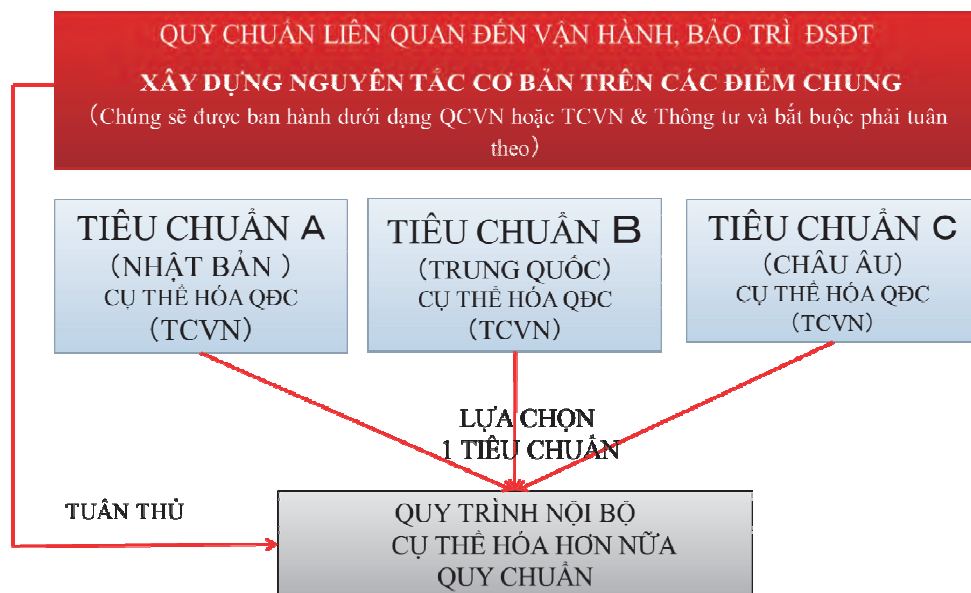 QUY CHUẨN LIÊN QUAN ĐẾN VẬN HÀNH, BẢO TRÌ ĐSĐT
XÂY DỰNG NGUYÊN TẮC CƠ BẢN TRÊN CÁC ĐIỂM CHUNG
(Chúng sẽ được ban hành dưới dạng QCVN hoặc TCVN & Thông tư và bắt buộc phải tuân
theo)
TIÊU CHUẨN A
(NHẬT BẢN )
CỤ THỂ HÓA QĐC
(TCVN)
TIÊU CHUẨN B
(TRUNG QUỐC)
CỤ THỂ HÓA QĐC
(TCVN)
TIÊU CHUẨN C
(CHÂU ÂU)
CỤ THỂ HÓA QĐC
(TCVN)
LỰA CHỌN
1 TIÊU CHUẨN
TUÂN THỦ
QUY TRÌNH NỘI BỘ
CỤ THỂ HÓA HƠN NỮA
QUY CHUẨN